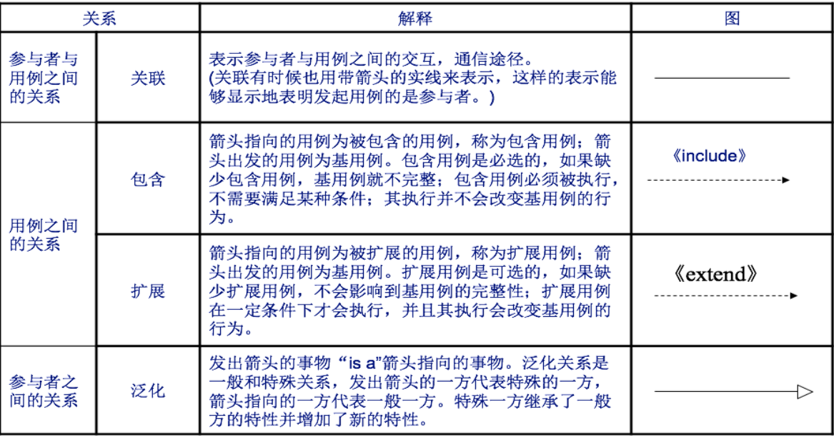 关系
解释
图
参与者与
用例之间
的关系
关联
表示参与者与用例之间的交互，通信途径。
(关联有时候也用带箭头的实线来表示，这样的表示能
够显示地表明发起用例的是参与者。)
用例之间
的关系
包含
箭头指向的用例为被包含的用例，称为包含用例；箭
头出发的用例为基用例。包含用例是必选的，如果缺
少包含用例，基用例就不完整；包含用例必须被执行，
不需要满足某种条件；其执行并不会改变基用例的行
为。
《include》
扩展
箭头指向的用例为被扩展的用例，称为扩展用例；箭
头出发的用例为基用例。扩展用例是可选的，如果缺
少扩展用例，不会影响到基用例的完整性；扩展用例
在一定条件下才会执行，并且其执行会改变基用例的
行为。
《extend》
参与者之
间的关系
泛化
发出箭头的事物“is a”箭头指向的事物。泛化关系是
一般和特殊关系，发出箭头的一方代表特殊的一方，
箭头指向的一方代表一般一方。特殊一方继承了一般
方的特性并增加了新的特性。